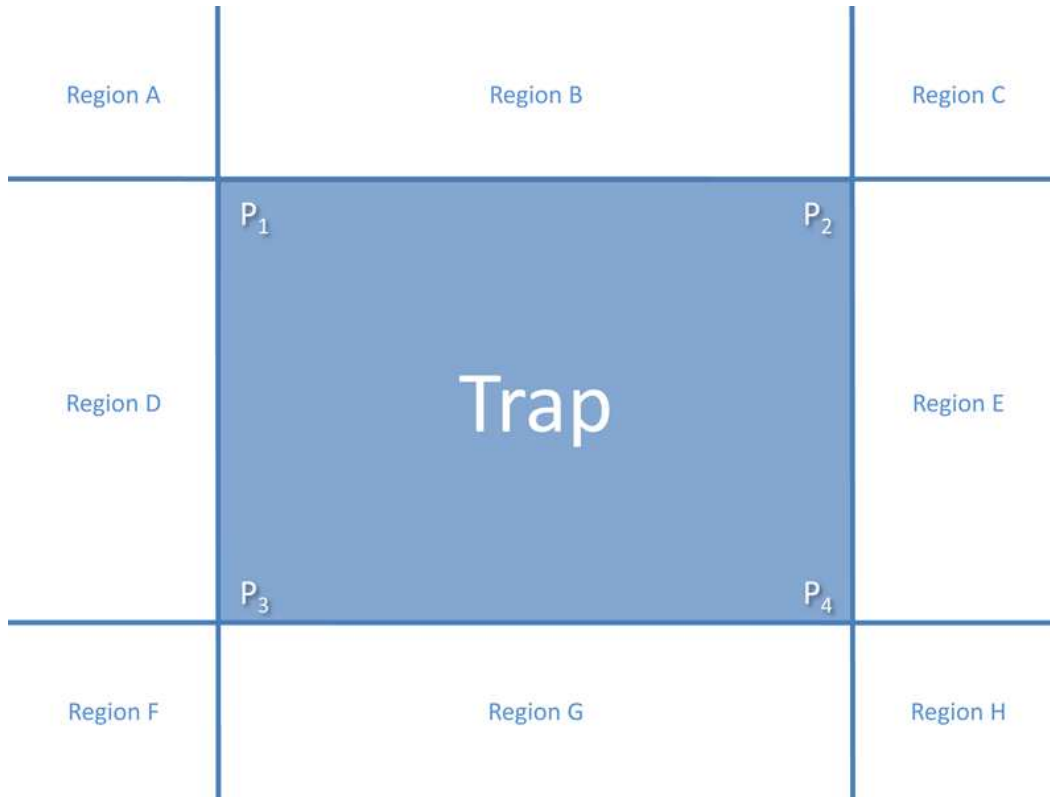 Region A
Region B
Region C
P₁
P₂
Region D
Trap
Region E
P₃
P₄
Region F
Region G
Region H